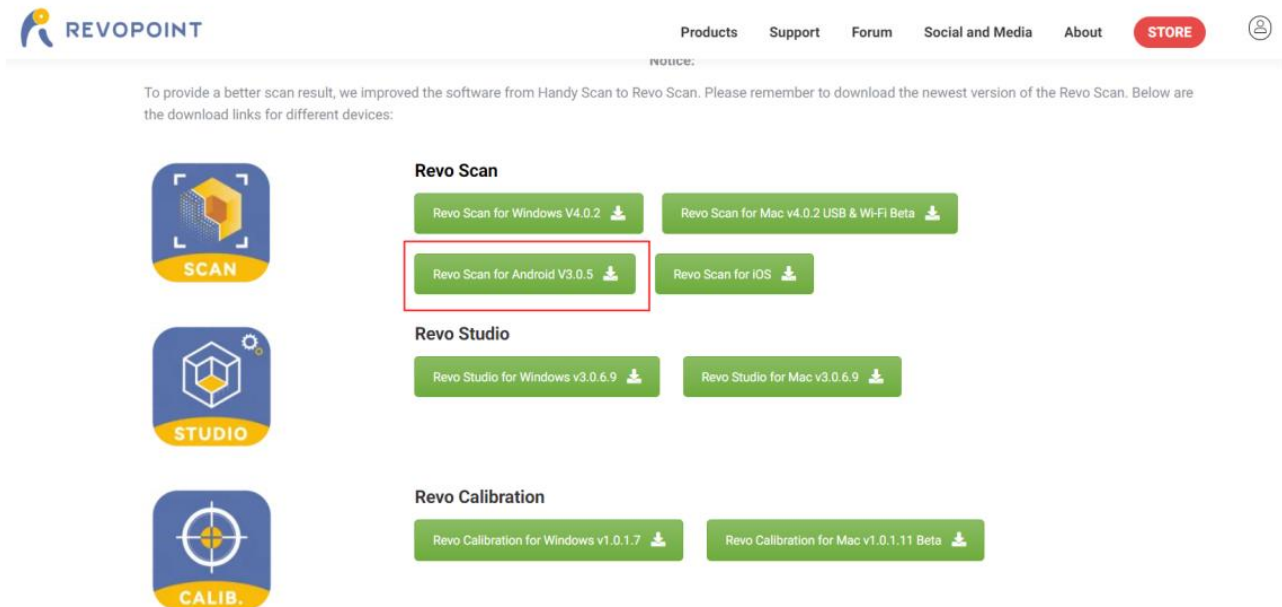 REVOPOINT
Products Support Forum Social and Media About STORE
Notice:
To provide a better scan result, we improved the software from Handy Scan to Revo Scan. Please remember to download the newest version of the Revo Scan. Below are
the download links for different devices:
SCAN
Revo Scan
Revo Scan for Windows V4.0.2 Revo Scan for Mac v4.0.2 USB & Wi-Fi Beta
Revo Scan for Android V3.0.5 Revo Scan for iOS
STUDIO
Revo Studio
Revo Studio for Windows v3.0.6.9 Revo Studio for Mac v3.0.6.9
CALIB.
Revo Calibration
Revo Calibration for Windows v1.0.1.7 Revo Calibration for Mac v1.0.1.11 Beta